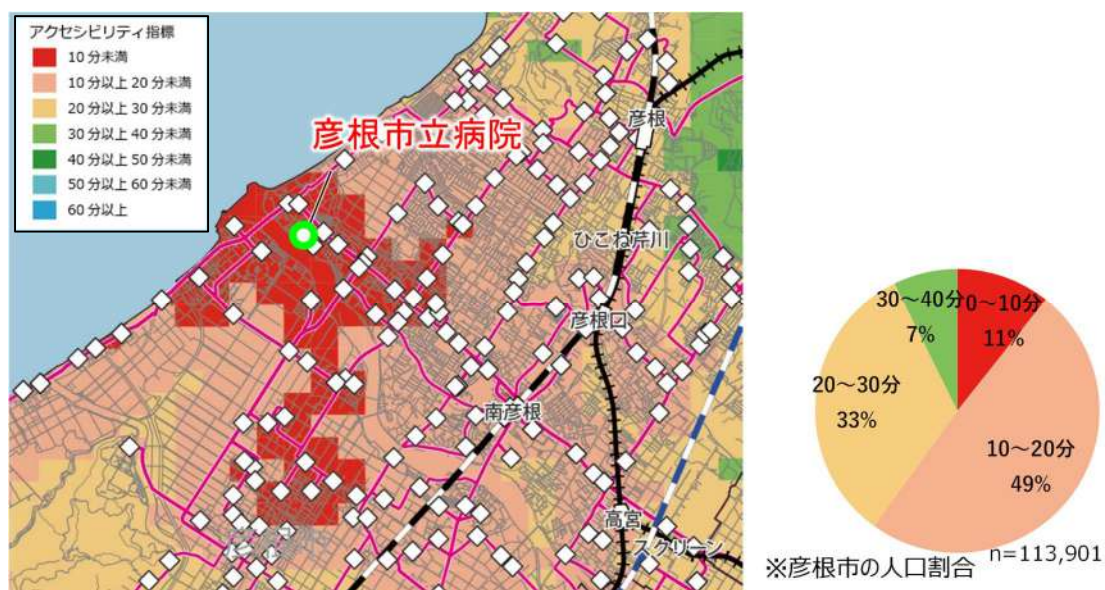 アクセシビリティ指標
10分未満
10分以上20分未満
20分以上30分未満
30分以上40分未満
40分以上50分未満
50分以上60分未満
60分以上
彦根市立病院
彦根
ひこね芹川
彦根口
南彦根
高宮
スクリーン
30～40分
7%
0～10分
11%
20～30分
33%
10～20分
49%
n=113,901
※彦根市の人口割合